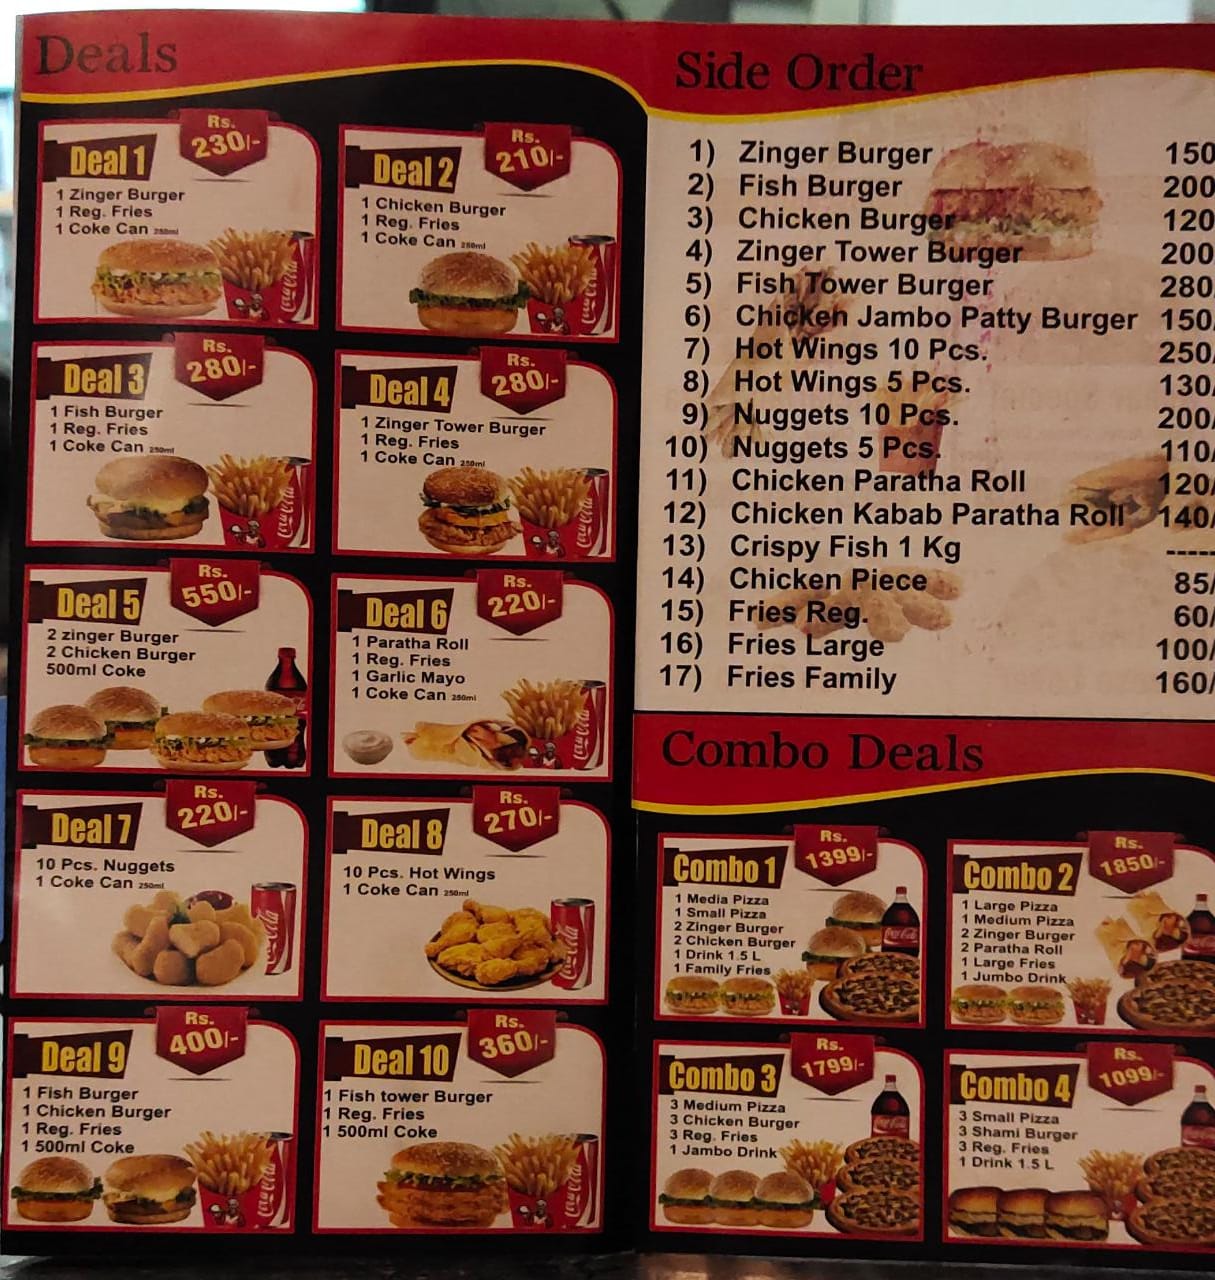 Deals
Rs.
230/-
Deal 1
1 Zinger Burger
1 Reg. Fries
1 Coke Can 250ml
Rs.
210/-
Deal 2
1 Chicken Burger
1 Reg. Fries
1 Coke Can 250ml
Rs.
280/-
Deal 3
1 Fish Burger
1 Reg. Fries
1 Coke Can 250ml
Rs.
280/-
Deal 4
1 Zinger Tower Burger
1 Reg. Fries
1 Coke Can 250ml
Rs.
550/-
Deal 5
2 zinger Burger
2 Chicken Burger
500ml Coke
Rs.
220/-
Deal 6
1 Paratha Roll
1 Reg. Fries
1 Garlic Mayo
1 Coke Can 250ml
Rs.
220/-
Deal 7
10 Pcs. Nuggets
1 Coke Can 250ml
Rs.
270/-
Deal 8
10 Pcs. Hot Wings
1 Coke Can 250ml
Rs.
400/-
Deal 9
1 Fish Burger
1 Chicken Burger
1 Reg. Fries
1 500ml Coke
Rs.
360/-
Deal 10
1 Fish tower Burger
1 Reg. Fries
1 500ml Coke
Side Order
1) Zinger Burger 150
2) Fish Burger 200
3) Chicken Burger 120
4) Zinger Tower Burger 200
5) Fish Tower Burger 280
6) Chicken Jambo Patty Burger 150/
7) Hot Wings 10 Pcs. 250/
8) Hot Wings 5 Pcs. 130/
9) Nuggets 10 Pcs. 200/
10) Nuggets 5 Pcs. 110/
11) Chicken Paratha Roll 120/
12) Chicken Kabab Paratha Roll 140/
13) Crispy Fish 1 Kg -----
14) Chicken Piece 85/
15) Fries Reg. 60/
16) Fries Large 100/
17) Fries Family 160/
Combo Deals
Rs.
1399/-
Combo 1
1 Media Pizza
1 Small Pizza
2 Zinger Burger
2 Chicken Burger
1 Drink 1.5 L
1 Family Fries
Rs.
1850/-
Combo 2
1 Large Pizza
1 Medium Pizza
2 Zinger Burger
2 Paratha Roll
1 Large Fries
1 Jumbo Drink
Rs.
1799/-
Combo 3
3 Medium Pizza
3 Chicken Burger
3 Reg. Fries
1 Jambo Drink
Rs.
1099/-
Combo 4
3 Small Pizza
3 Shami Burger
3 Reg. Fries
1 Drink 1.5 L